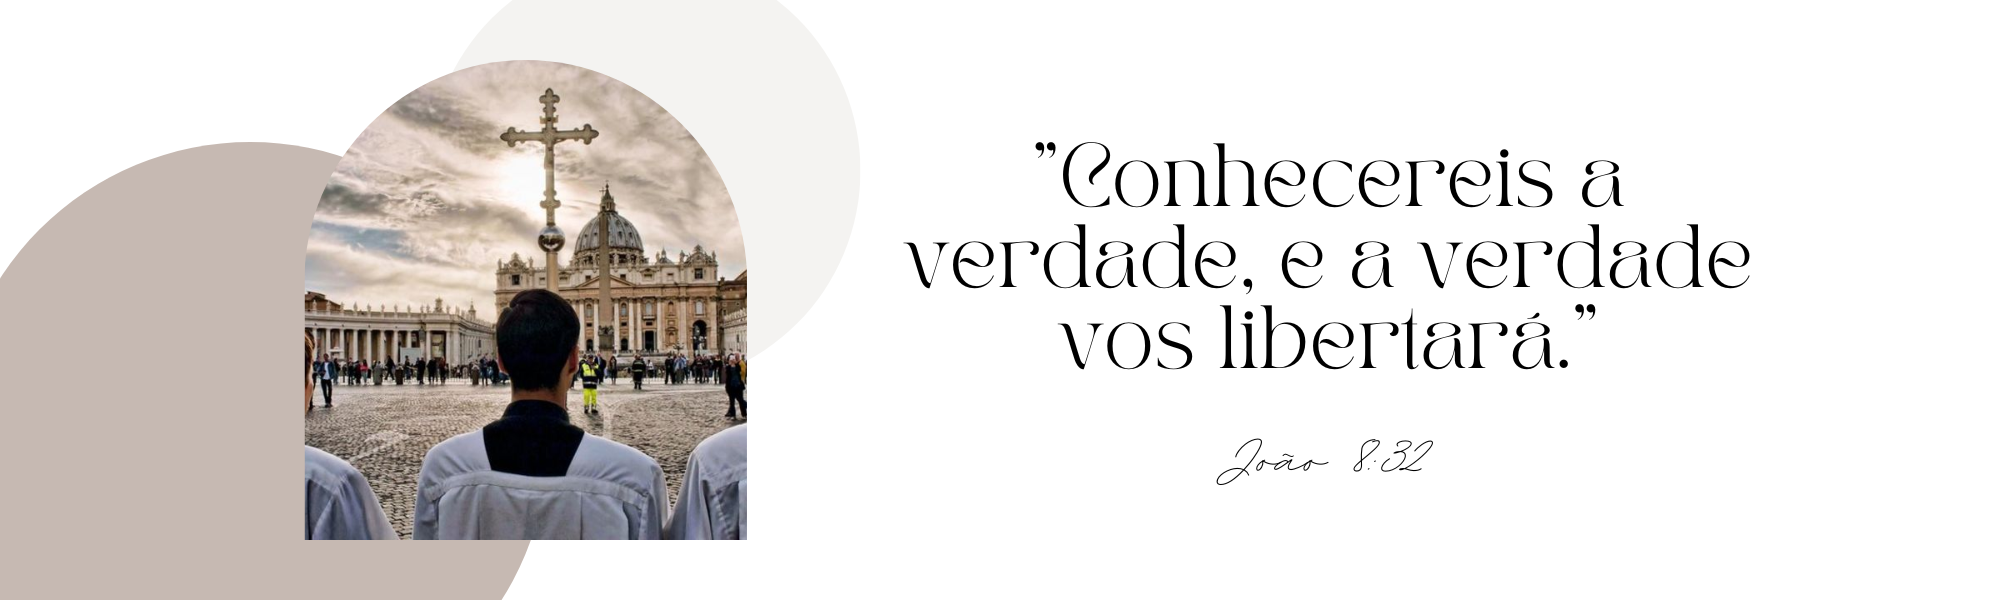 "Conhecereis a
verdade, e a verdade
vos libertará."
João 8:32